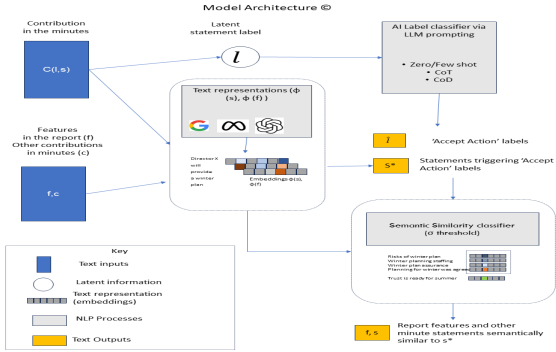 Model Architecture ©
Contribution
in the minutes
C(l,s)
Latent
statement label
l
AI Label classifier via
LLM prompting
• Zero/Few shot
• CoT
• CoD
Text representations (ϕ
(s), ϕ (f) )
Features
in the report (f)
Other contributions
in minutes (c)
f,c
Director X
will
provide
a winter
plan
Embeddings ϕ(s),
ϕ(f)
l̃
'Accept Action' labels
S*
Statements triggering 'Accept
Action' labels
Semantic Similarity classifier
(σ threshold)
Risks of winter plan
Winter planning staffing
Winter plan assurance
Planning for winter was agreed
Trust is ready for summer
f, s
Report features and other
minute statements semantically
similar to s*
Key
Text inputs
Latent information
Text representation
(embeddings)
NLP Processes
Text Outputs